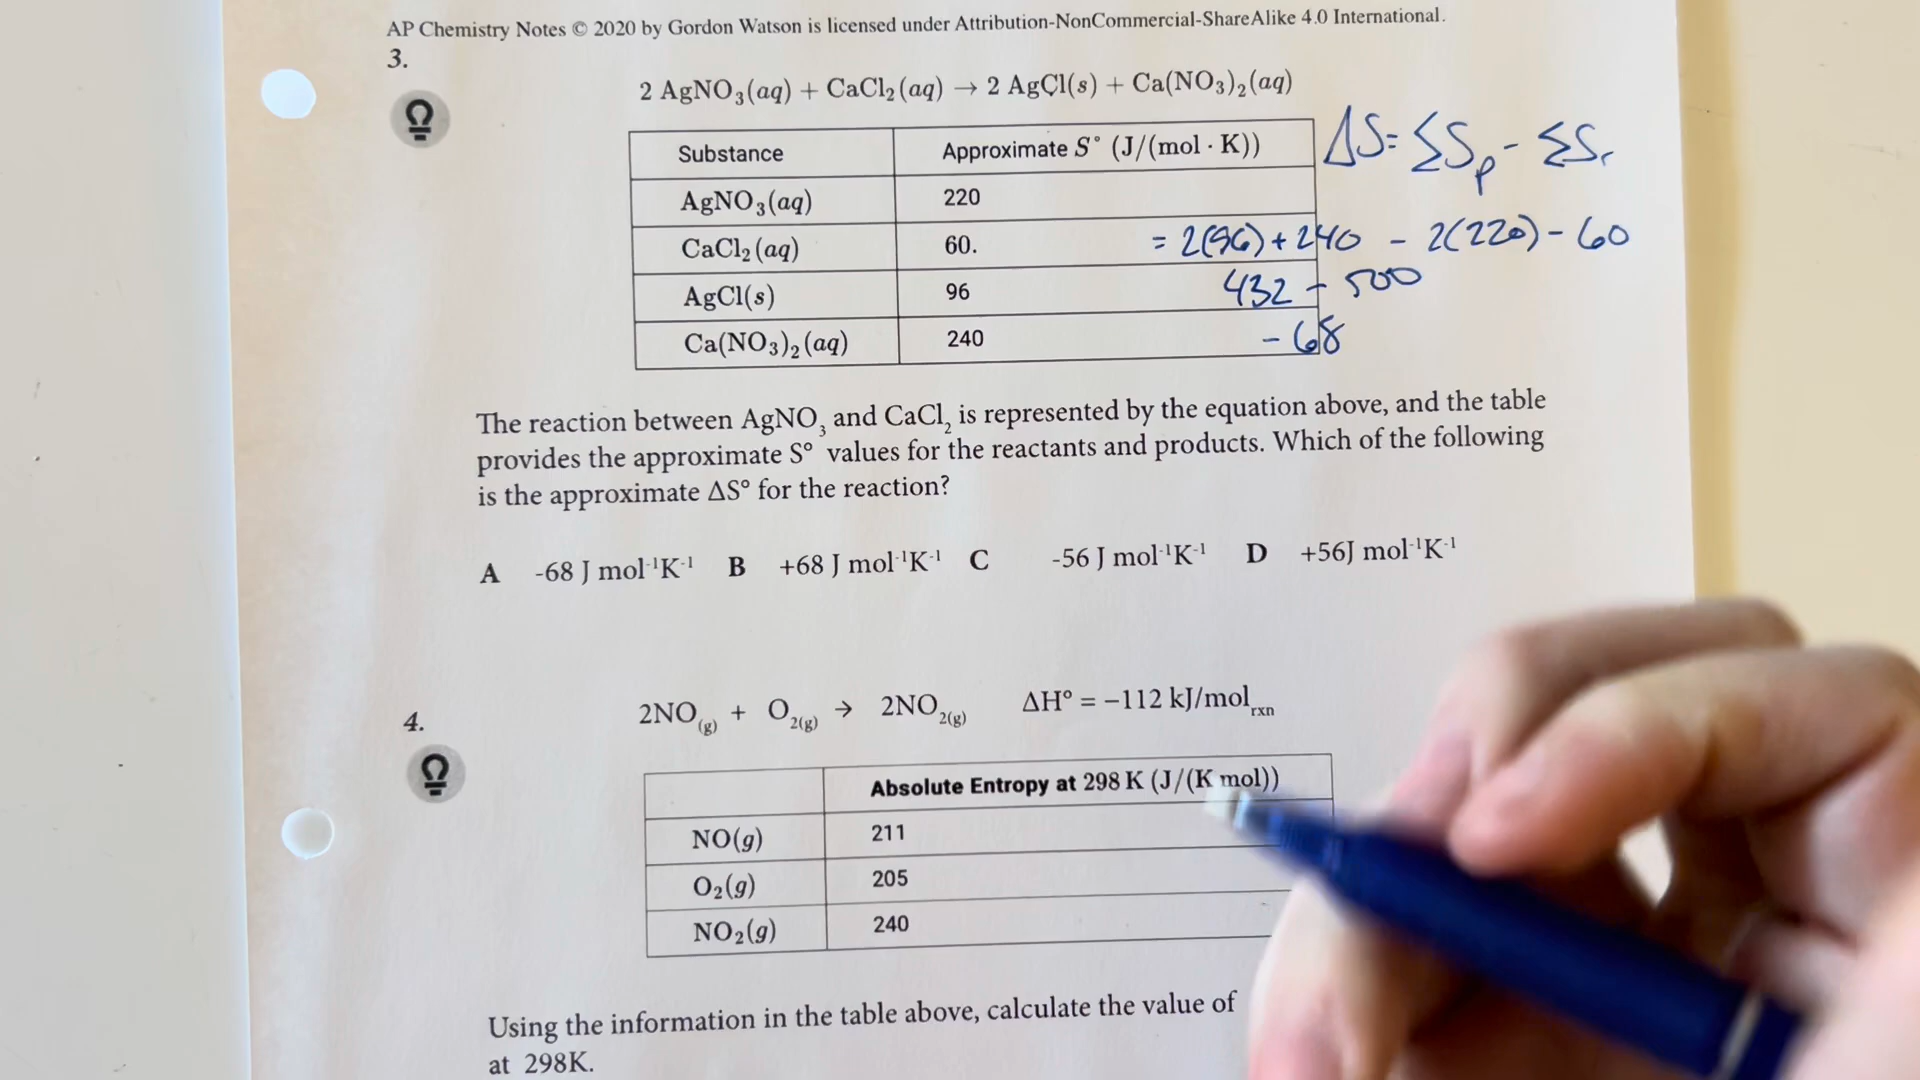 AP Chemistry Notes © 2020 by Gordon Watson is licensed under Attribution-NonCommercial-ShareAlike 4.0 International.
3.
2 AgNO₃(aq) + CaCl₂(aq) → 2 AgCl(s) + Ca(NO₃)₂(aq)
Substance Approximate S° (J/(mol · K))
ΔS = ΣSₚ - ΣSᵣ
AgNO₃(aq) 220
CaCl₂(aq) 60.
= 2(96) + 240 - 2(220) - 60
AgCl(s) 96
432 - 500
Ca(NO₃)₂(aq) 240
- 68
The reaction between AgNO₃ and CaCl₂ is represented by the equation above, and the table
provides the approximate S° values for the reactants and products. Which of the following
is the approximate ΔS° for the reaction?
A -68 J mol⁻¹K⁻¹ B +68 J mol⁻¹K⁻¹ C -56 J mol⁻¹K⁻¹ D +56J mol⁻¹K⁻¹
4.
2NO(g) + O₂(g) → 2NO₂(g) ΔH° = −112 kJ/molrxn
Absolute Entropy at 298 K (J/(K mol))
NO(g) 211
O₂(g) 205
NO₂(g) 240
Using the information in the table above, calculate the value of
at 298K.